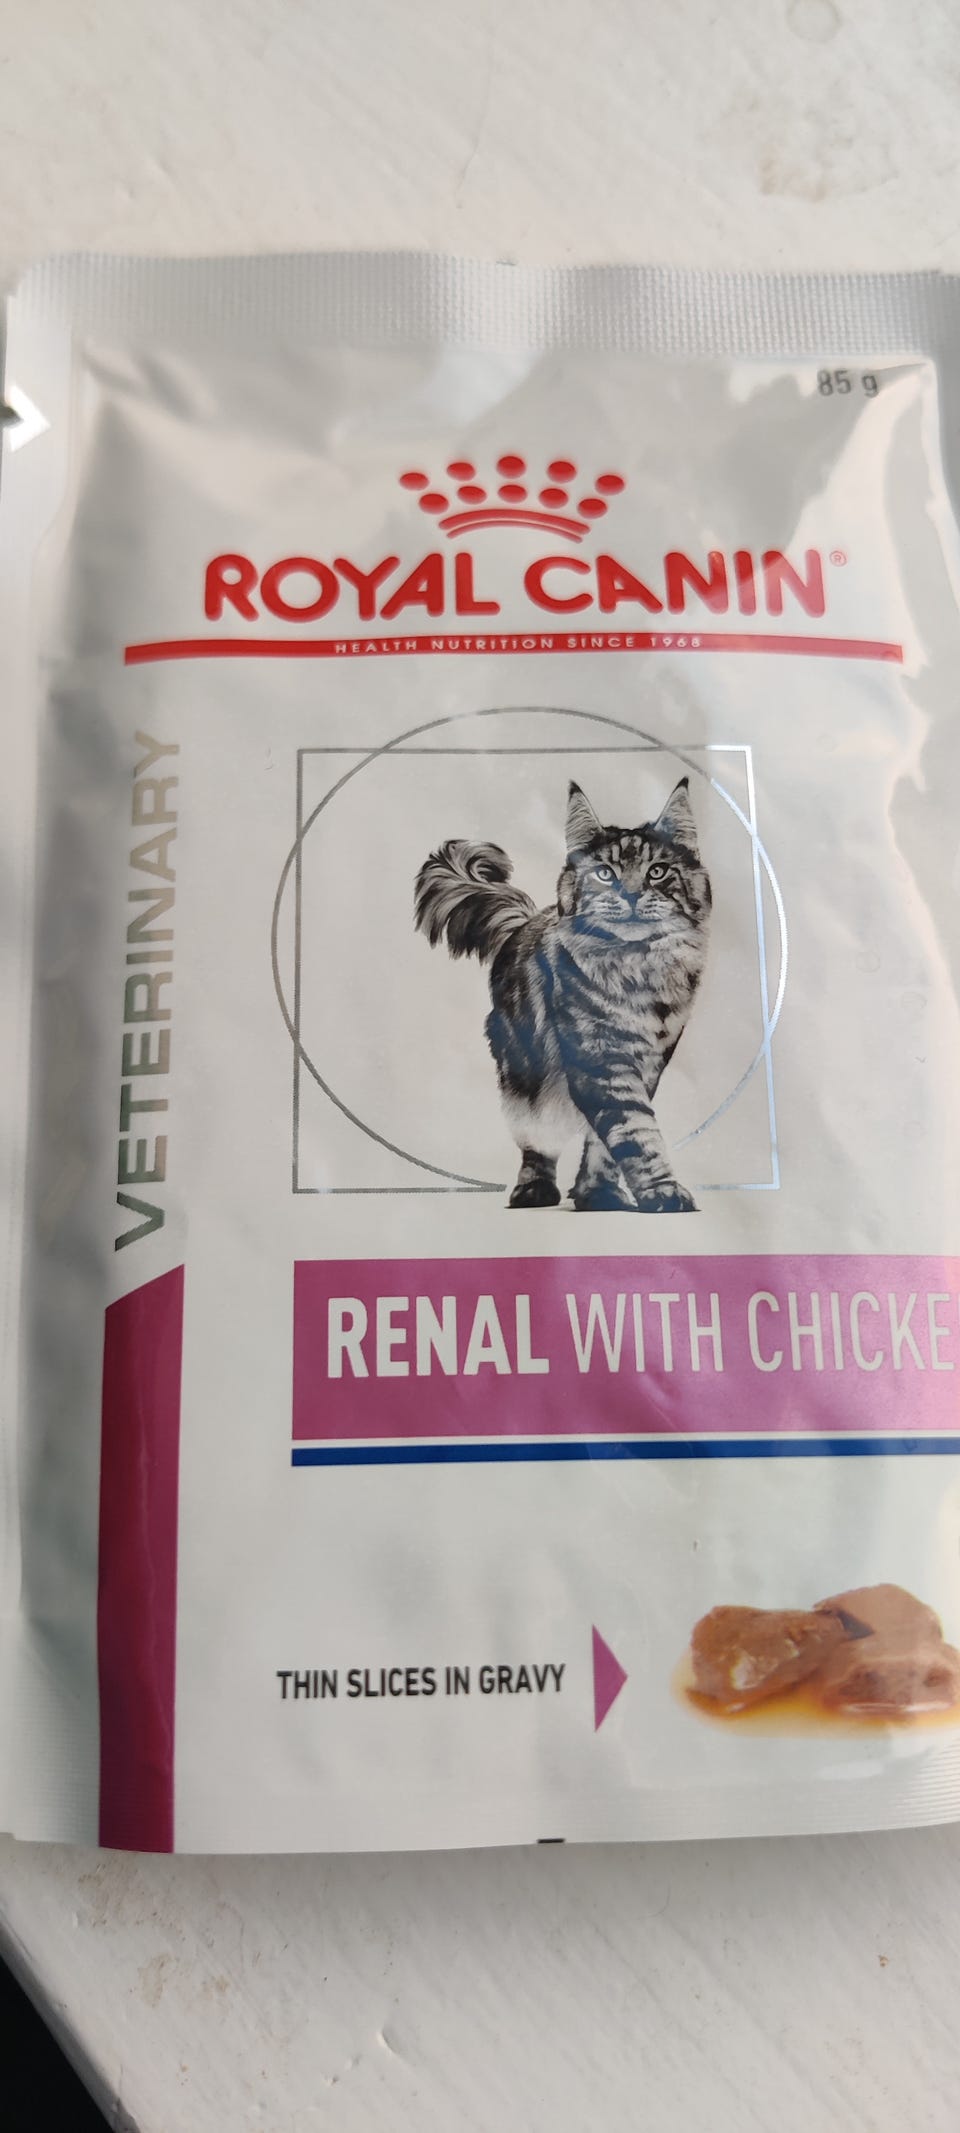 85 g
ROYAL CANIN®
HEALTH NUTRITION SINCE 1968
VETERINARY
RENAL WITH CHICKE
THIN SLICES IN GRAVY